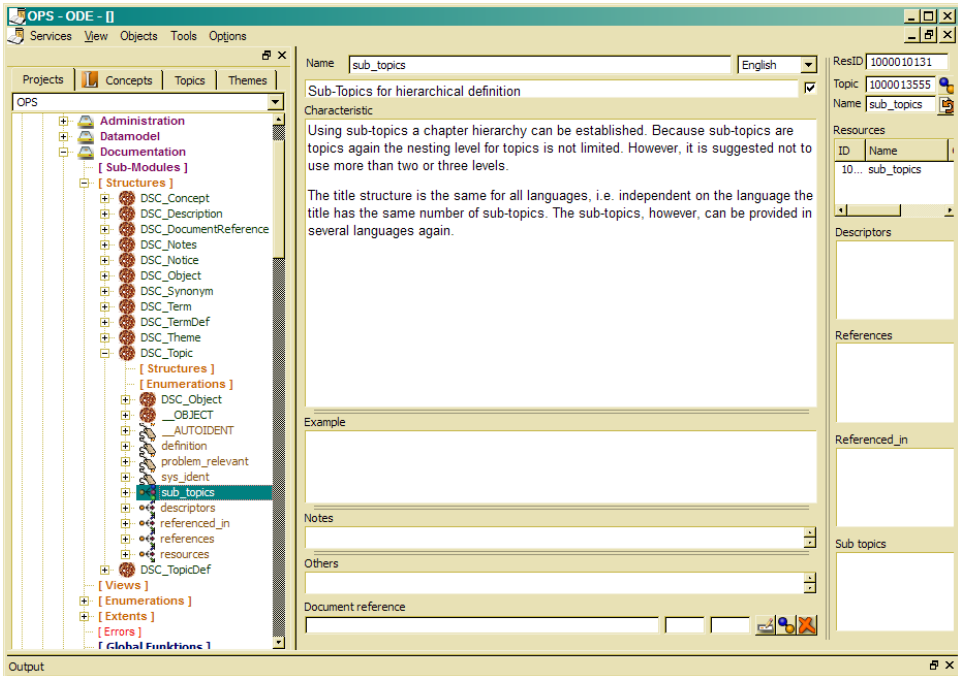 OPS - ODE - []
Services View Objects Tools Options
Projects Concepts Topics Themes
OPS
Administration
Datamodel
Documentation
[ Sub-Modules ]
[ Structures ]
DSC_Concept
DSC_Description
DSC_DocumentReference
DSC_Notes
DSC_Notice
DSC_Object
DSC_Synonym
DSC_Term
DSC_TermDef
DSC_Theme
DSC_Topic
[ Structures ]
[ Enumerations ]
DSC_Object
__OBJECT
__AUTOIDENT
definition
problem_relevant
sys_ident
sub_topics
descriptors
referenced_in
references
resources
DSC_TopicDef
[ Views ]
[ Enumerations ]
[ Extents ]
[ Errors ]
[ Global Funktions ]
Name sub_topics English
Sub-Topics for hierarchical definition
Characteristic
Using sub-topics a chapter hierarchy can be established. Because sub-topics are
topics again the nesting level for topics is not limited. However, it is suggested not to
use more than two or three levels.
The title structure is the same for all languages, i.e. independent on the language the
title has the same number of sub-topics. The sub-topics, however, can be provided in
several languages again.
Example
Notes
Others
Document reference
ResID 1000010131
Topic 1000013555
Name sub_topics
Resources
ID Name
10... sub_topics
Descriptors
References
Referenced_in
Sub topics
Output